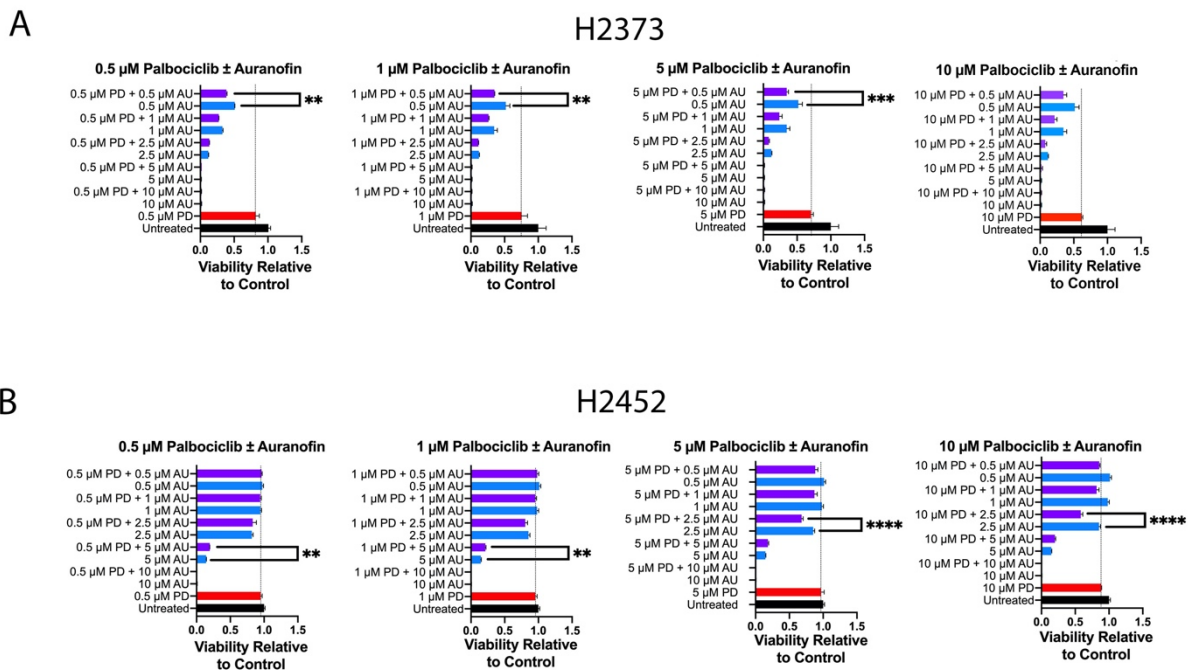 A
H2373
0.5 µM Palbociclib ± Auranofin
0.5 µM PD + 0.5 µM AU
0.5 µM AU
0.5 µM PD + 1 µM AU
1 µM AU
0.5 µM PD + 2.5 µM AU
2.5 µM AU
0.5 µM PD + 5 µM AU
5 µM AU
0.5 µM PD + 10 µM AU
10 µM AU
0.5 µM PD
Untreated
**
0.0 0.5 1.0 1.5
Viability Relative
to Control
1 µM Palbociclib ± Auranofin
1 µM PD + 0.5 µM AU
0.5 µM AU
1 µM PD + 1 µM AU
1 µM AU
1 µM PD + 2.5 µM AU
2.5 µM AU
1 µM PD + 5 µM AU
5 µM AU
1 µM PD + 10 µM AU
10 µM AU
1 µM PD
Untreated
**
0.0 0.5 1.0 1.5
Viability Relative
to Control
5 µM Palbociclib ± Auranofin
5 µM PD + 0.5 µM AU
0.5 µM AU
5 µM PD + 1 µM AU
1 µM AU
5 µM PD + 2.5 µM AU
2.5 µM AU
5 µM PD + 5 µM AU
5 µM AU
5 µM PD + 10 µM AU
10 µM AU
5 µM PD
Untreated
***
0.0 0.5 1.0 1.5
Viability Relative
to Control
10 µM Palbociclib ± Auranofin
10 µM PD + 0.5 µM AU
0.5 µM AU
10 µM PD + 1 µM AU
1 µM AU
10 µM PD + 2.5 µM AU
2.5 µM AU
10 µM PD + 5 µM AU
5 µM AU
10 µM PD + 10 µM AU
10 µM AU
10 µM PD
Untreated
0.0 0.5 1.0 1.5
Viability Relative
to Control
B
H2452
0.5 µM Palbociclib ± Auranofin
0.5 µM PD + 0.5 µM AU
0.5 µM AU
0.5 µM PD + 1 µM AU
1 µM AU
0.5 µM PD + 2.5 µM AU
2.5 µM AU
0.5 µM PD + 5 µM AU
5 µM AU
0.5 µM PD + 10 µM AU
10 µM AU
0.5 µM PD
Untreated
**
0.0 0.5 1.0 1.5
Viability Relative
to Control
1 µM Palbociclib ± Auranofin
1 µM PD + 0.5 µM AU
0.5 µM AU
1 µM PD + 1 µM AU
1 µM AU
1 µM PD + 2.5 µM AU
2.5 µM AU
1 µM PD + 5 µM AU
5 µM AU
1 µM PD + 10 µM AU
10 µM AU
1 µM PD
Untreated
**
0.0 0.5 1.0 1.5
Viability Relative
to Control
5 µM Palbociclib ± Auranofin
5 µM PD + 0.5 µM AU
0.5 µM AU
5 µM PD + 1 µM AU
1 µM AU
5 µM PD + 2.5 µM AU
2.5 µM AU
5 µM PD + 5 µM AU
5 µM AU
5 µM PD + 10 µM AU
10 µM AU
5 µM PD
Untreated
****
0.0 0.5 1.0 1.5
Viability Relative
to Control
10 µM Palbociclib ± Auranofin
10 µM PD + 0.5 µM AU
0.5 µM AU
10 µM PD + 1 µM AU
1 µM AU
10 µM PD + 2.5 µM AU
2.5 µM AU
10 µM PD + 5 µM AU
5 µM AU
10 µM PD + 10 µM AU
10 µM AU
10 µM PD
Untreated
****
0.0 0.5 1.0 1.5
Viability Relative
to Control